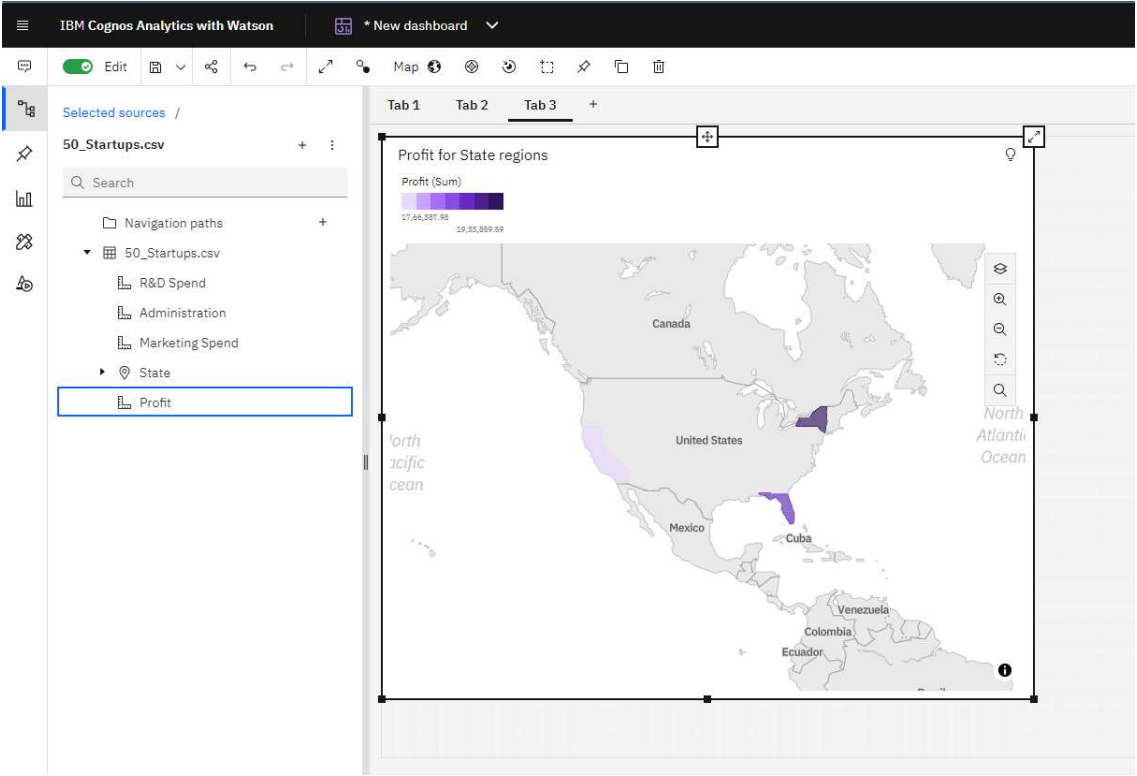 IBM Cognos Analytics with Watson
* New dashboard
Edit
Map
Selected sources /
Tab 1 Tab 2 Tab 3 +
50_Startups.csv
Search
Navigation paths
50_Startups.csv
R&D Spend
Administration
Marketing Spend
State
Profit
Profit for State regions
Profit (Sum)
17,66,387.98
19,33,859.59
Canada
United States
North
Atlanti
Ocean
orth
acific
cean
Mexico
Cuba
Venezuela
Colombia
Ecuador